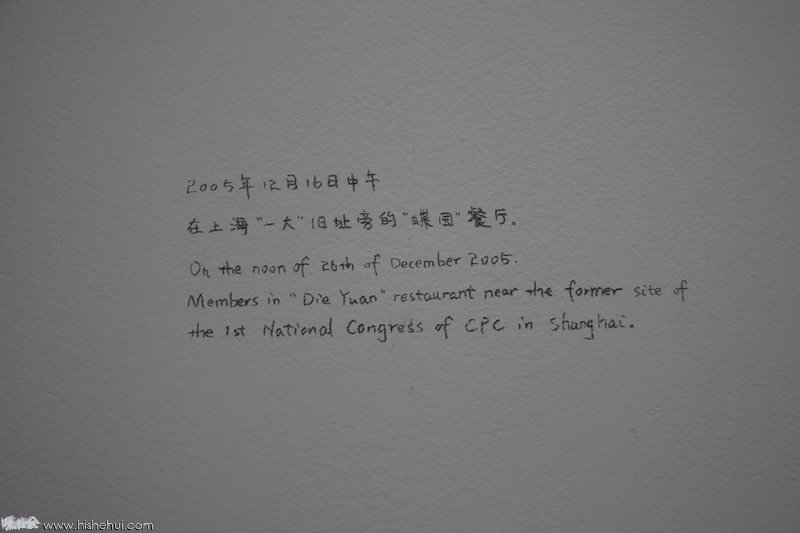 2005年12月16日中午
在上海"一大"旧址旁的"蝶园"餐厅。
On the noon of 26th of December 2005.
Members in "Die Yuan" restaurant near the former site of
the 1st National Congress of CPC in Shanghai.
www.hishehui.com